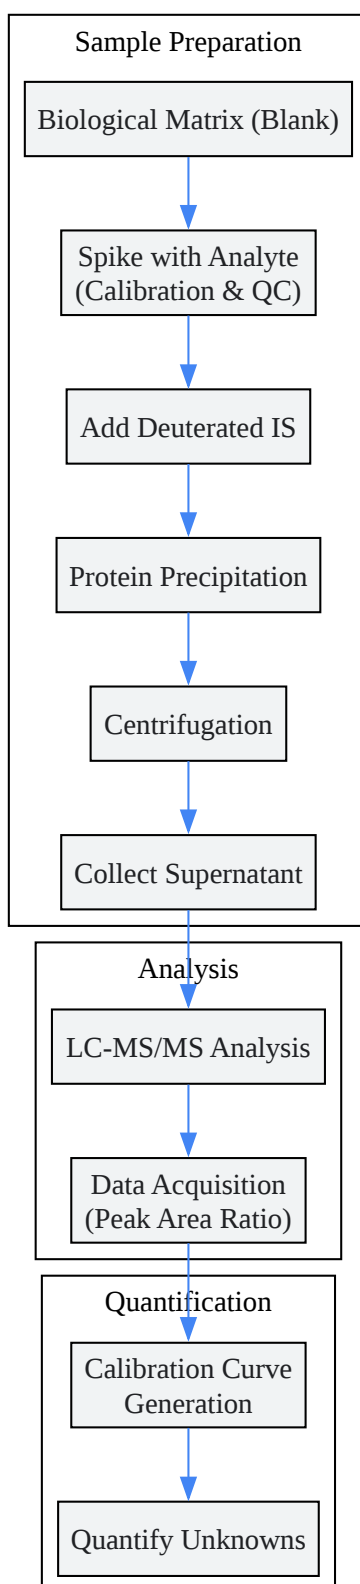 Sample Preparation
Biological Matrix (Blank)
Spike with Analyte
(Calibration & QC)
Add Deuterated IS
Protein Precipitation
Centrifugation
Collect Supernatant
Analysis
LC-MS/MS Analysis
Data Acquisition
(Peak Area Ratio)
Quantification
Calibration Curve
Generation
Quantify Unknowns